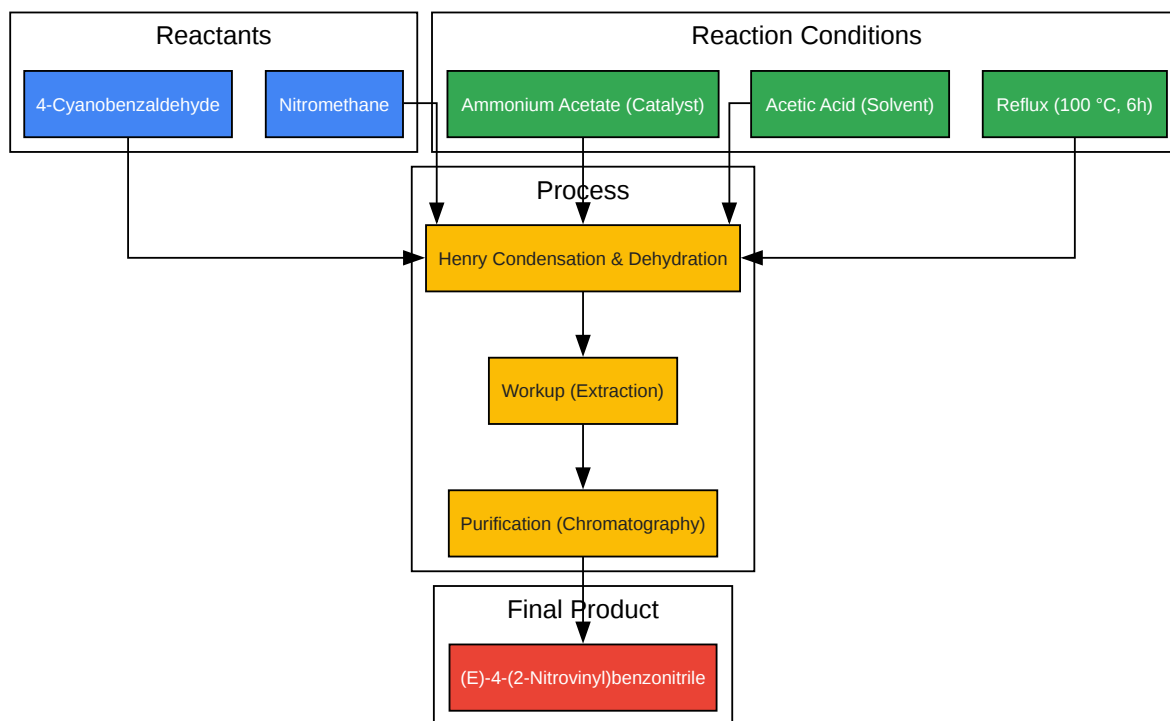 Reactants
Reaction Conditions
4-Cyanobenzaldehyde
Nitromethane
Ammonium Acetate (Catalyst)
Acetic Acid (Solvent)
Reflux (100 °C, 6h)
Process
Henry Condensation & Dehydration
Workup (Extraction)
Purification (Chromatography)
Final Product
(E)-4-(2-Nitrovinyl)benzonitrile